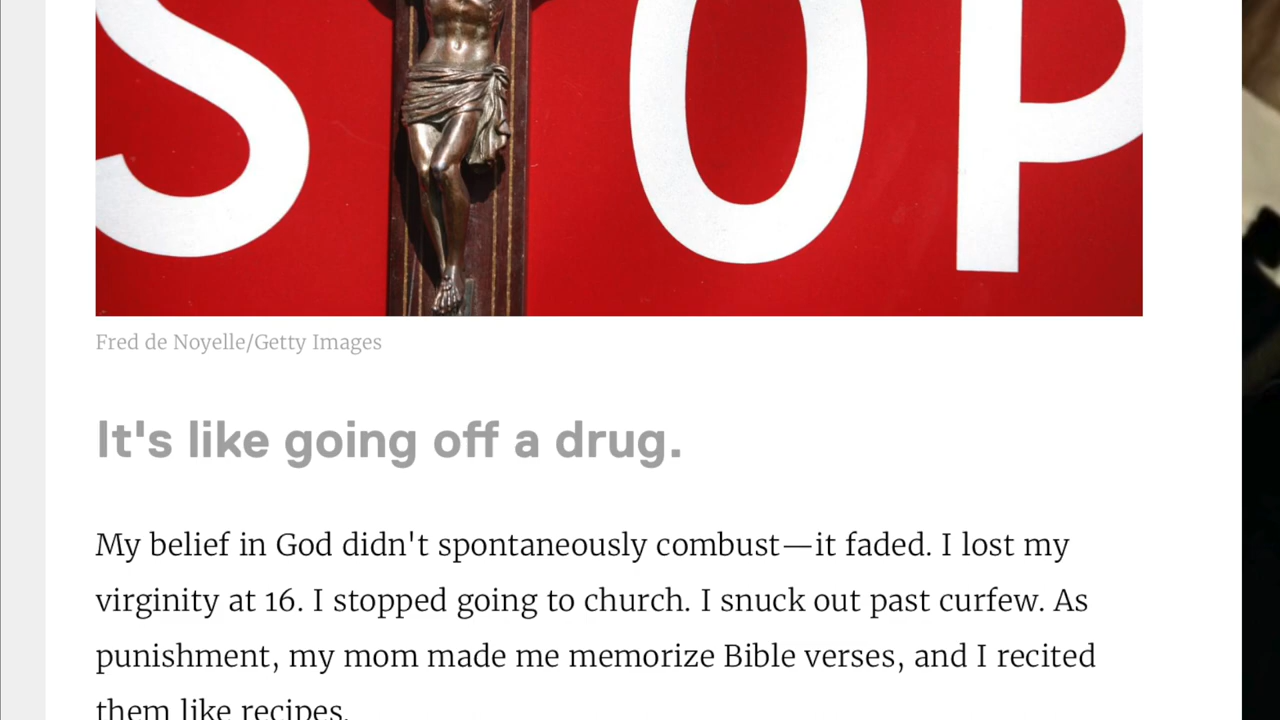 STOP
Fred de Noyelle/Getty Images
It's like going off a drug.
My belief in God didn't spontaneously combust—it faded. I lost my
virginity at 16. I stopped going to church. I snuck out past curfew. As
punishment, my mom made me memorize Bible verses, and I recited
them like recipes.